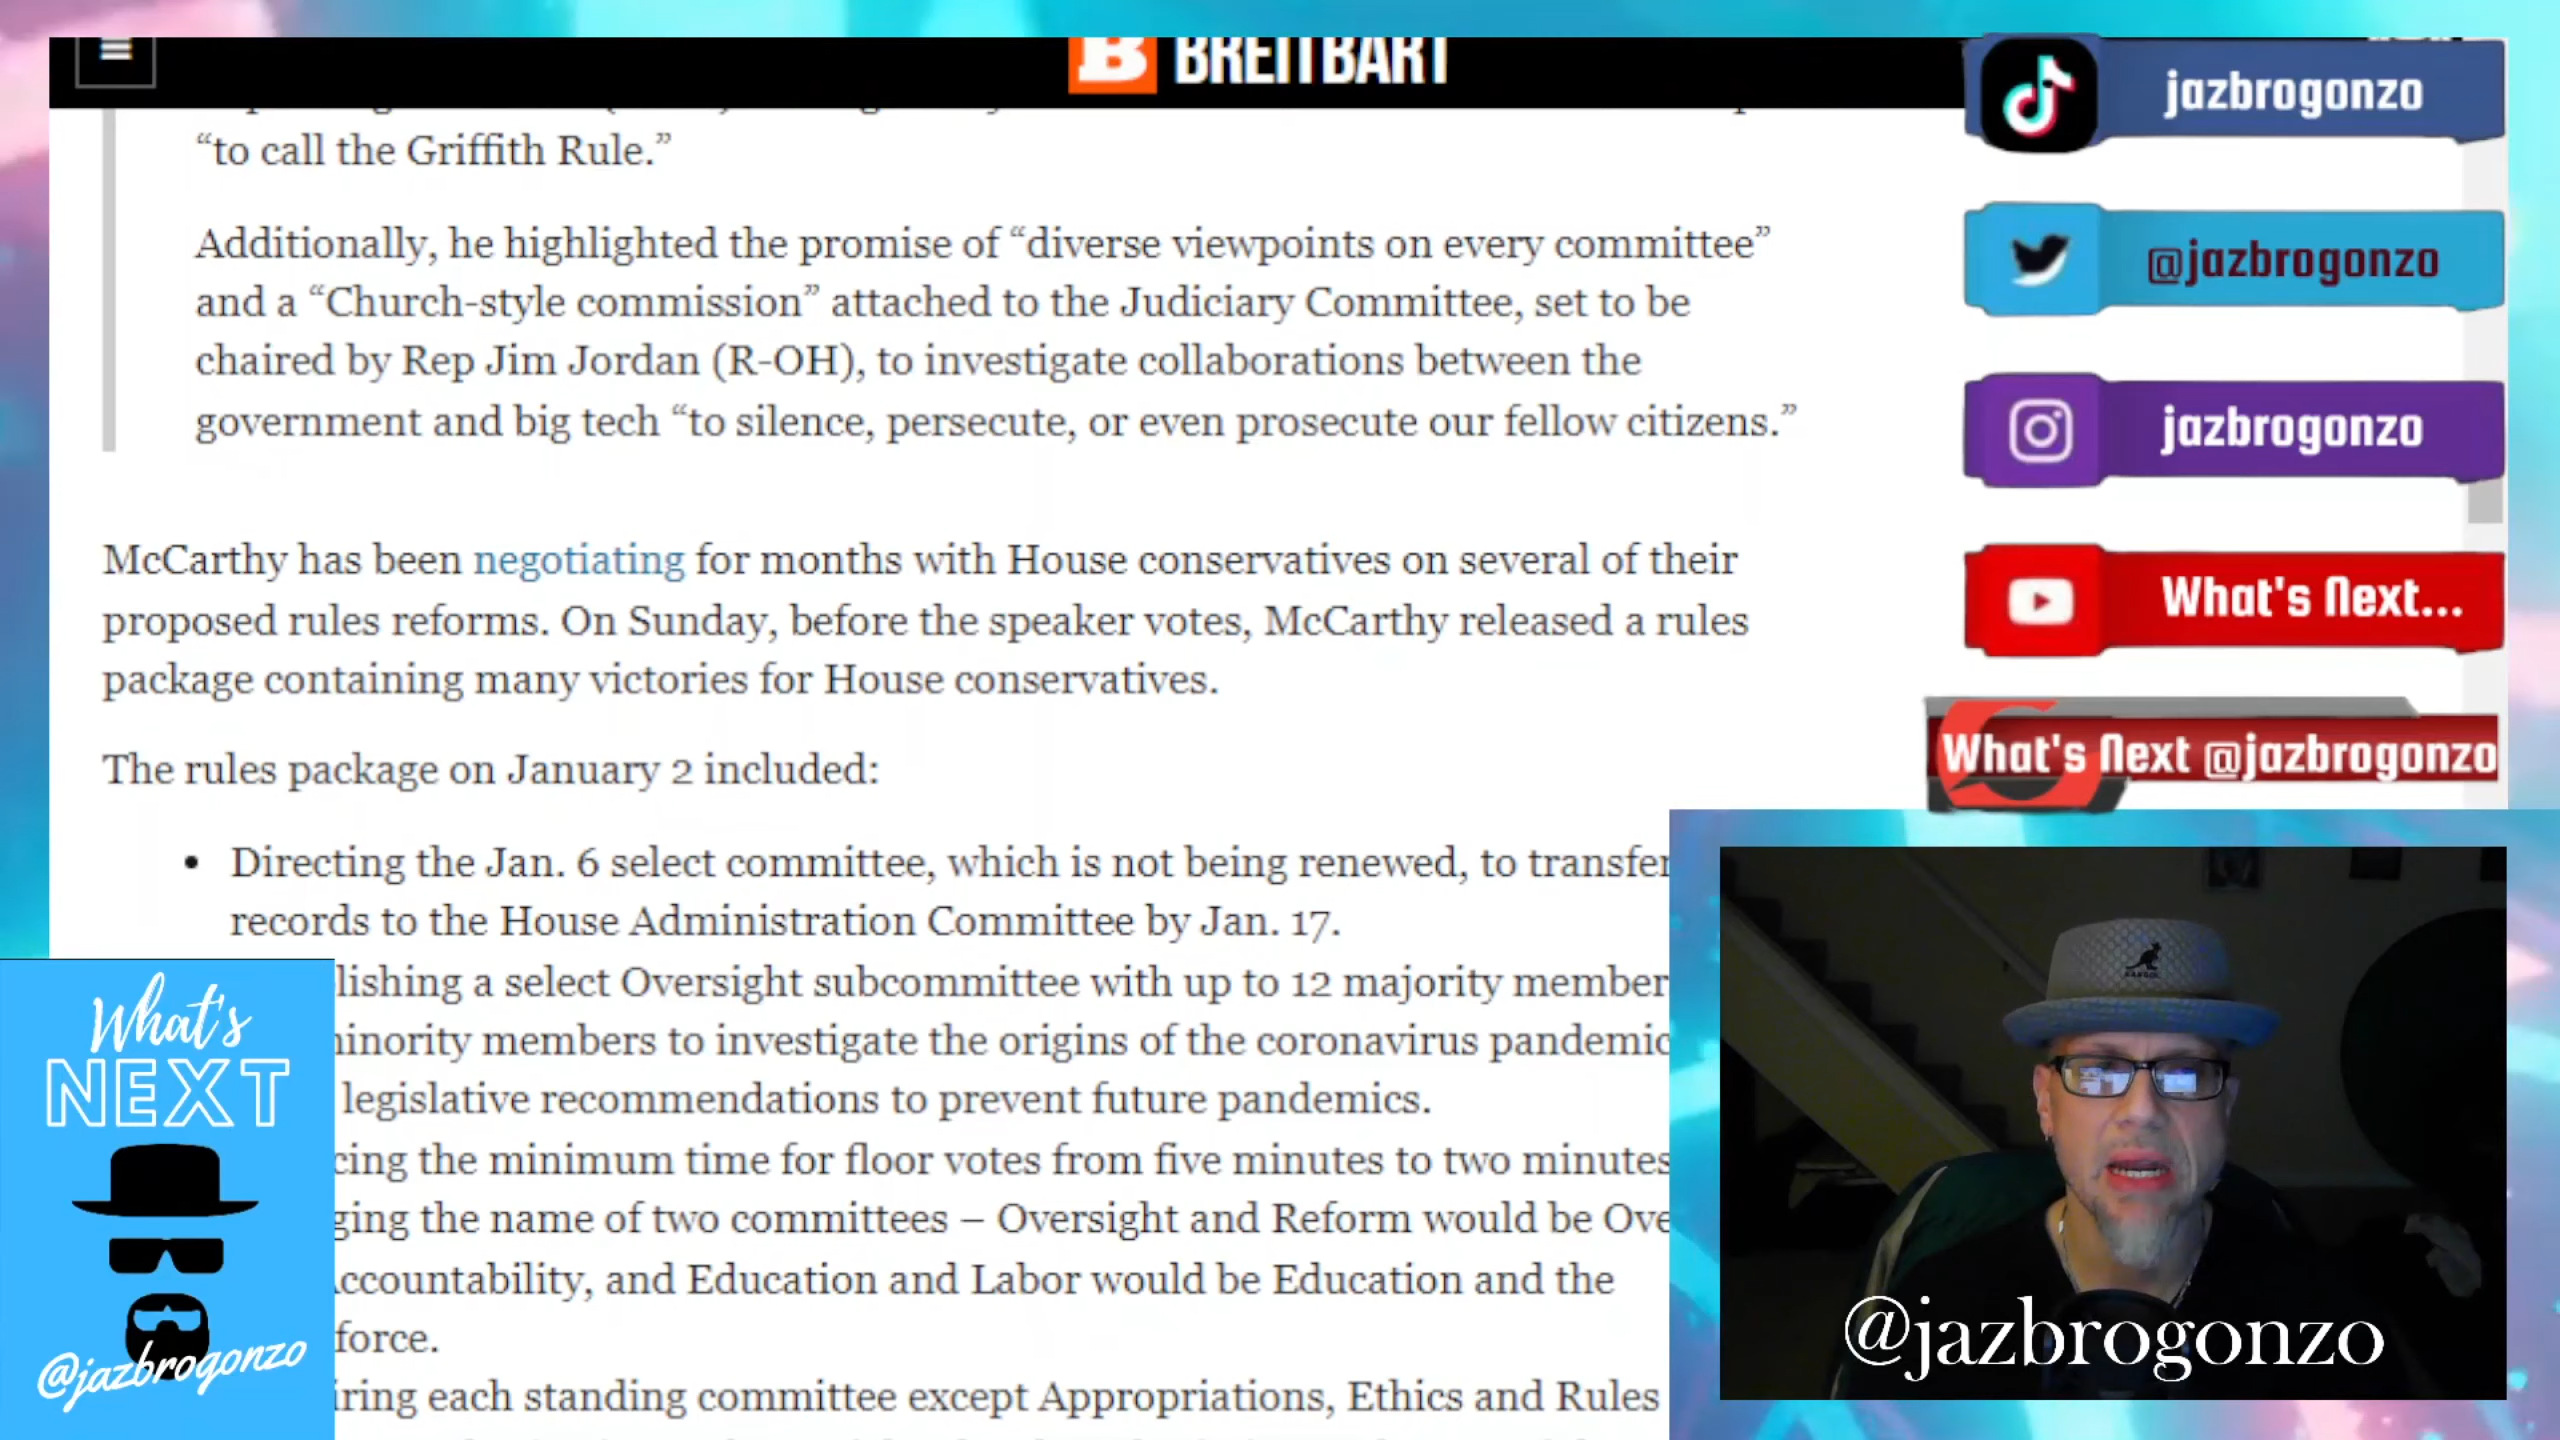 BREITBART
"to call the Griffith Rule."
Additionally, he highlighted the promise of "diverse viewpoints on every committee"
and a "Church-style commission" attached to the Judiciary Committee, set to be
chaired by Rep Jim Jordan (R-OH), to investigate collaborations between the
government and big tech "to silence, persecute, or even prosecute our fellow citizens."
McCarthy has been negotiating for months with House conservatives on several of their
proposed rules reforms. On Sunday, before the speaker votes, McCarthy released a rules
package containing many victories for House conservatives.
The rules package on January 2 included:
• Directing the Jan. 6 select committee, which is not being renewed, to transfer
records to the House Administration Committee by Jan. 17.
lishing a select Oversight subcommittee with up to 12 majority member
inority members to investigate the origins of the coronavirus pandemic
legislative recommendations to prevent future pandemics.
cing the minimum time for floor votes from five minutes to two minutes
ging the name of two committees – Oversight and Reform would be Ove
ccountability, and Education and Labor would be Education and the
force.
iring each standing committee except Appropriations, Ethics and Rules
jazbrogonzo
@jazbrogonzo
jazbrogonzo
What's Next...
What's Next @jazbrogonzo
What's
NEXT
@jazbrogonzo
KANGOL
@jazbrogonzo